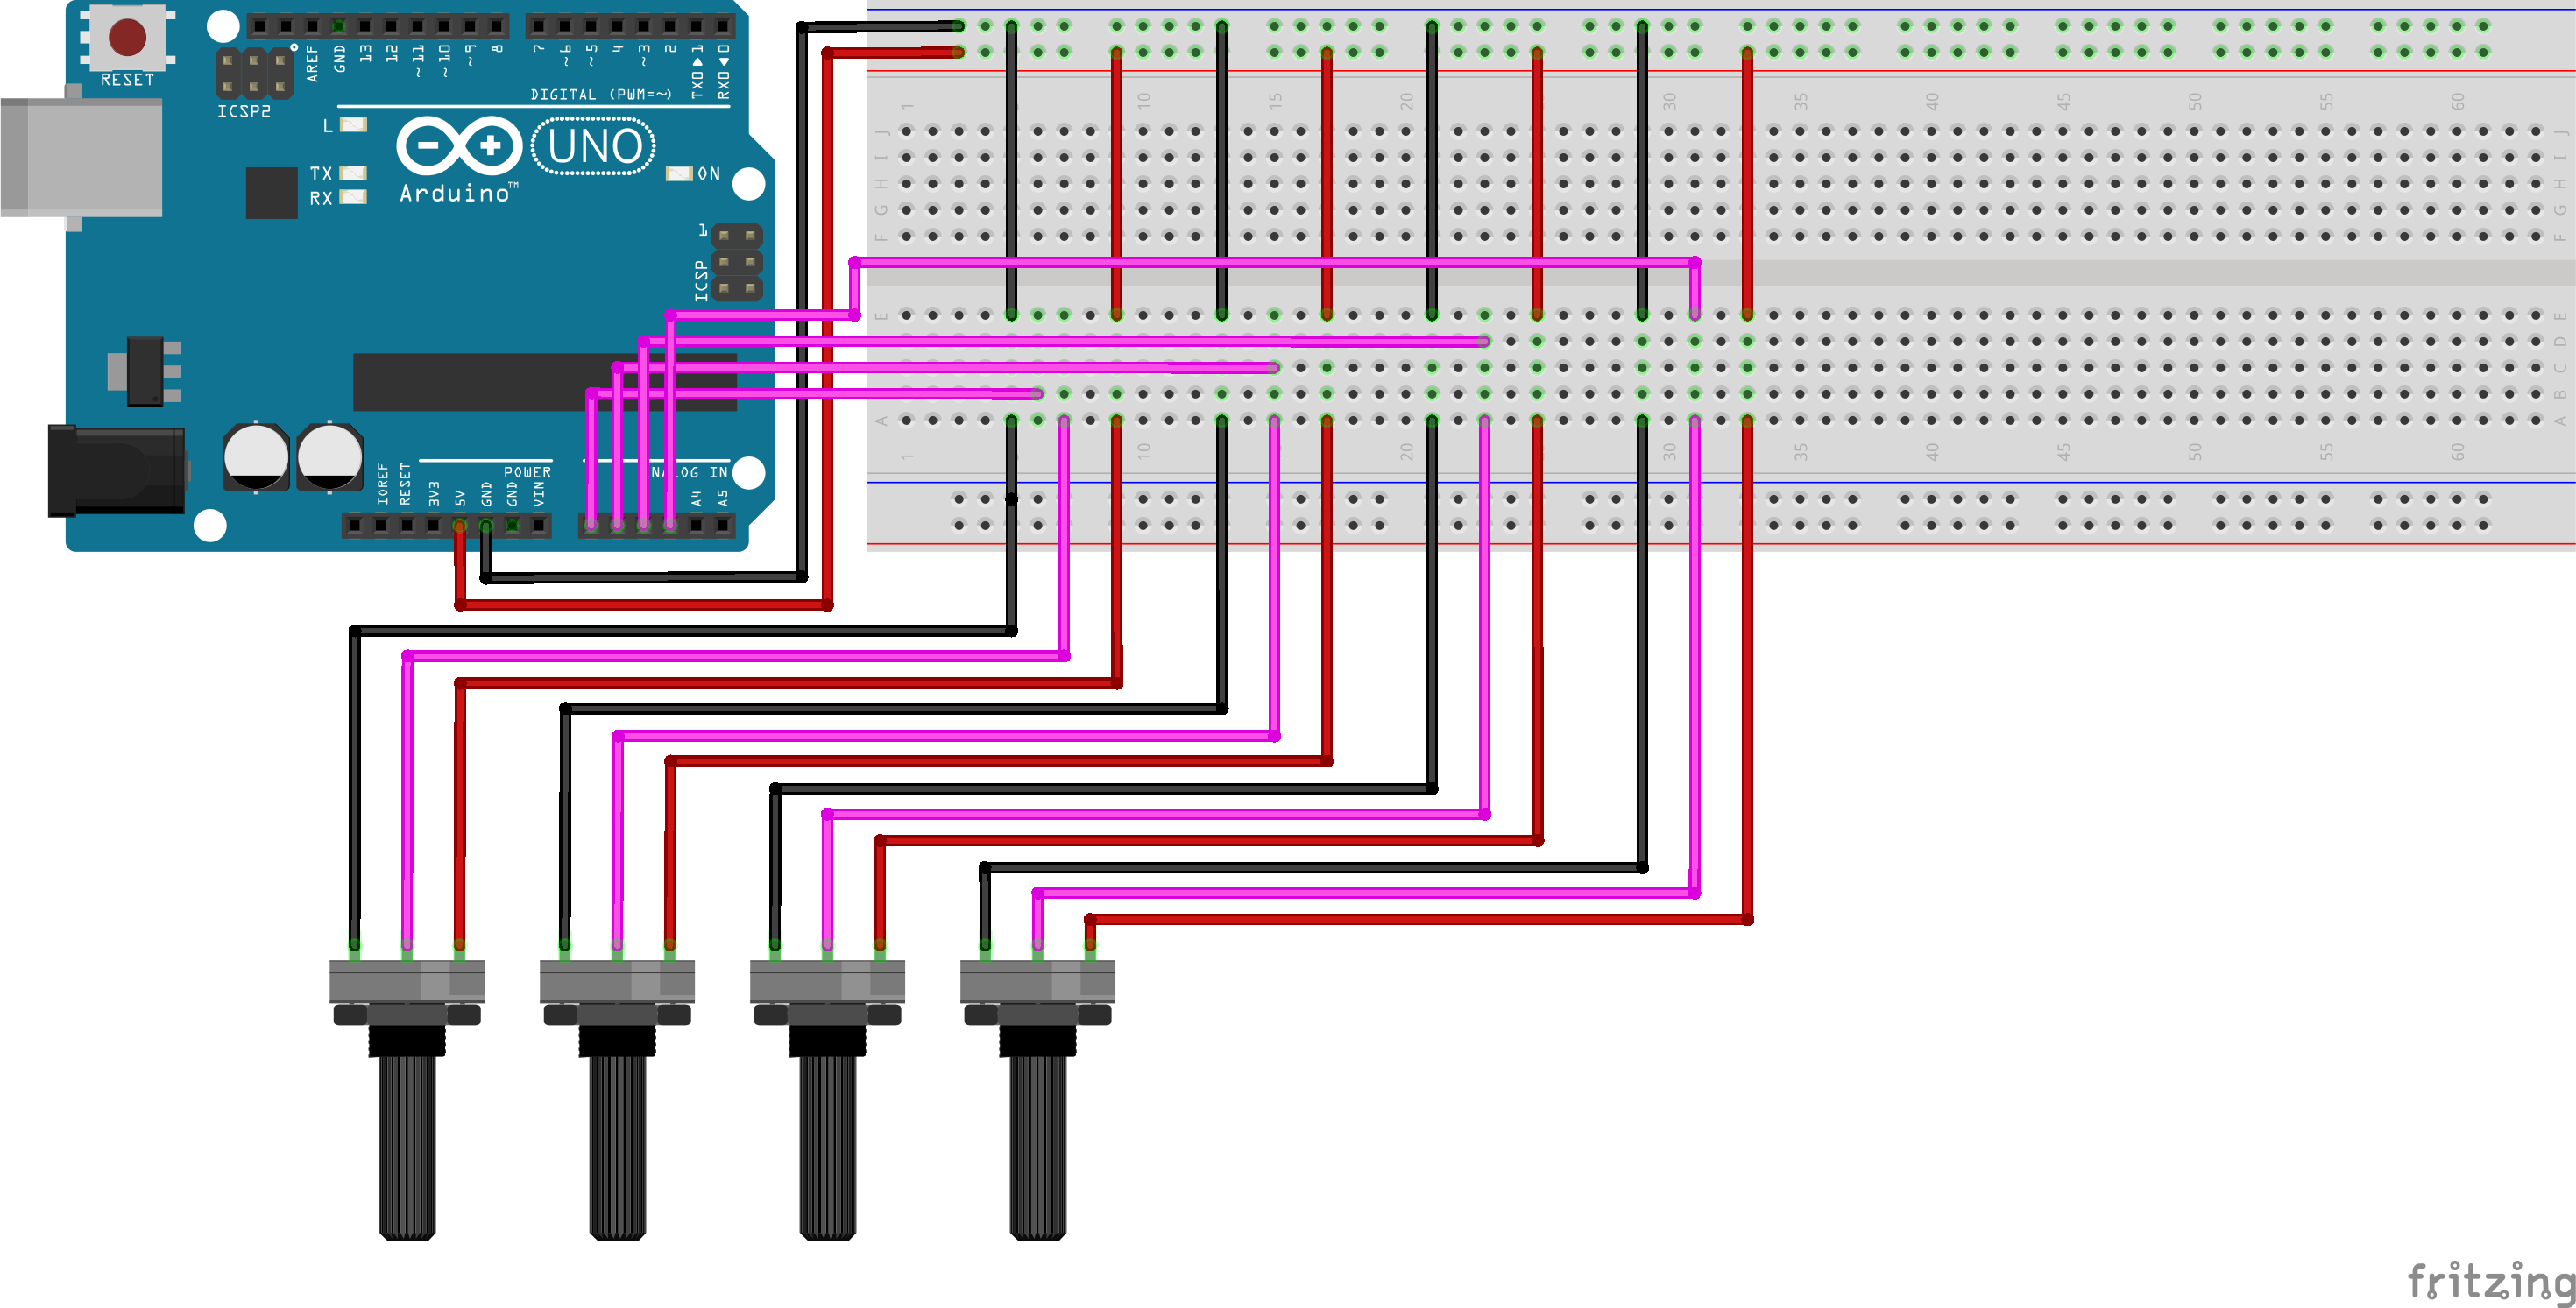 RESET
ICSP2
AREF
GND
13
12
~11
~10
~9
8
7
~6
~5
4
~3
2
TX0▶1
RX0◀0
DIGITAL (PWM=~)
L
TX
RX
UNO
Arduino™
ON
1
ICSP
IOREF
RESET
3V3
5V
GND
GND
VIN
POWER
NALOG IN
A4
A5
1 10 15 20 30 35 40 45 50 55 60
J J
I I
H H
G G
F F
E E
D
C
B
A A
D
C
B
1 10 15 20 30 35 40 45 50 55 60
fritzing